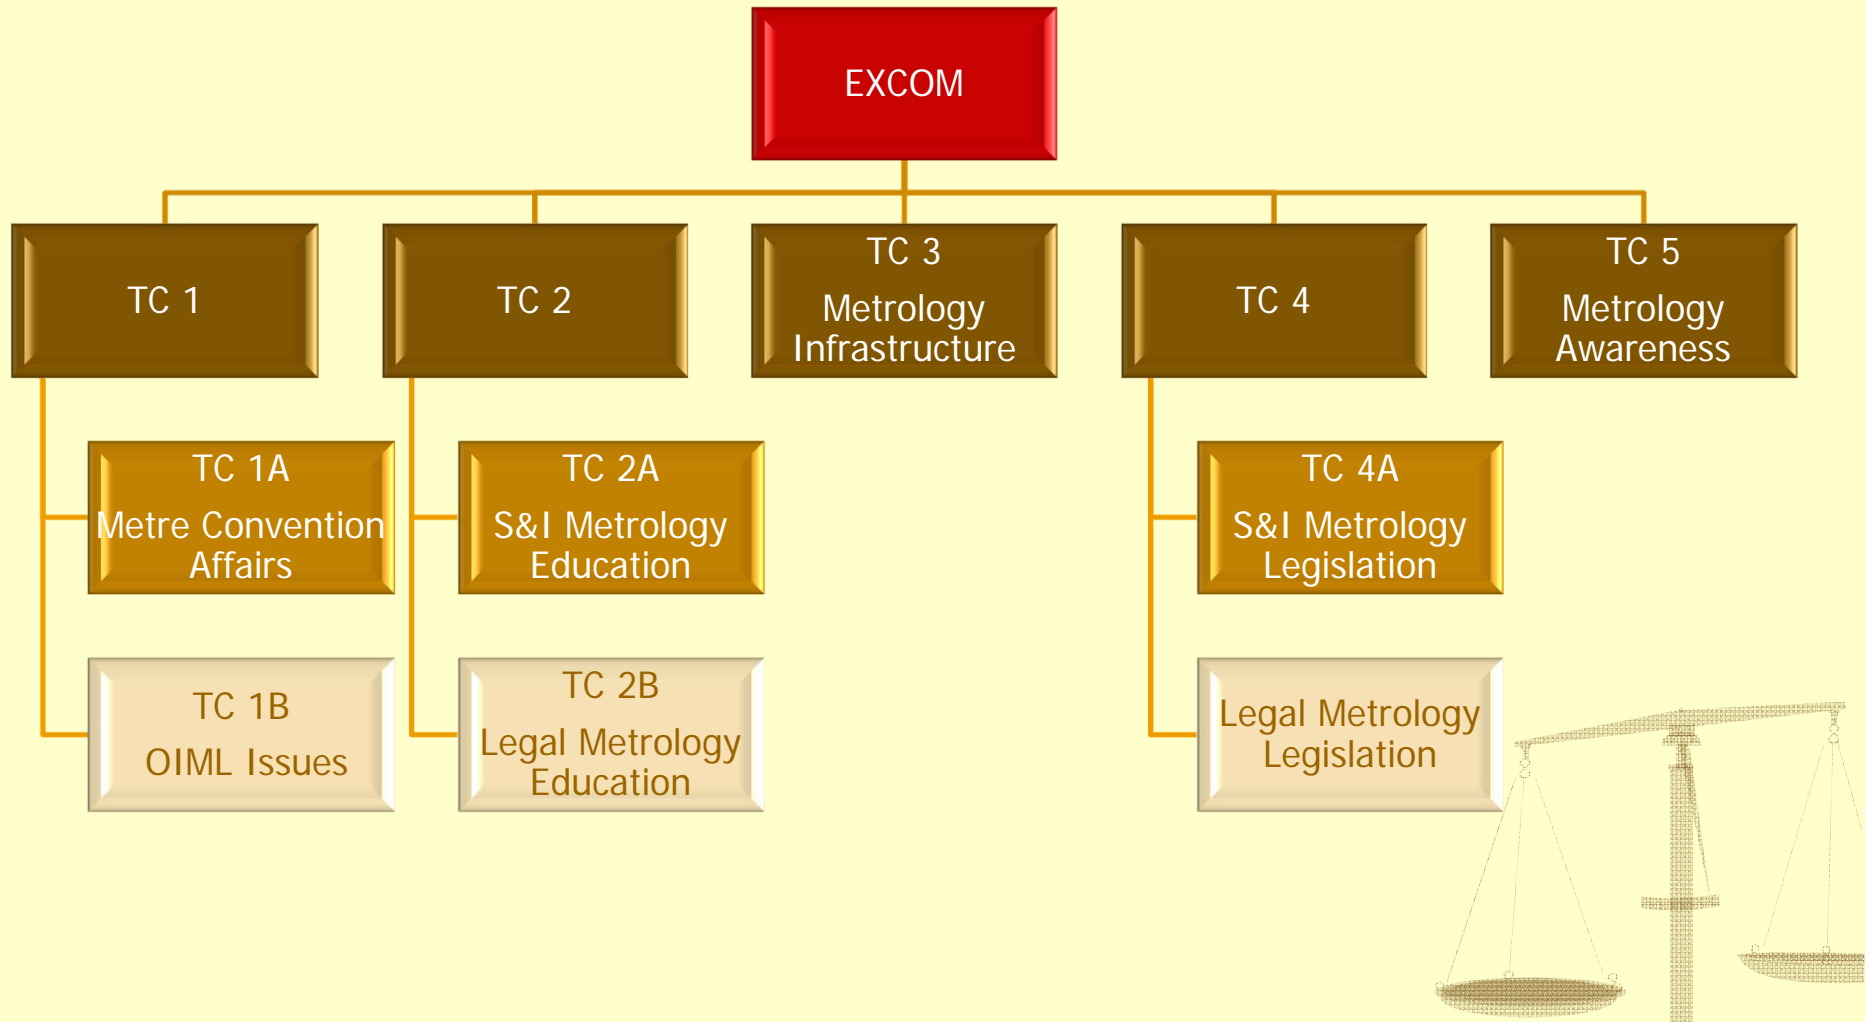 EXCOM
TC 1
TC 2
TC 3
Metrology
Infrastructure
TC 4
TC 5
Metrology
Awareness
TC 1A
Metre Convention
Affairs
TC 2A
S&I Metrology
Education
TC 4A
S&I Metrology
Legislation
TC 1B
OIML Issues
TC 2B
Legal Metrology
Education
Legal Metrology
Legislation